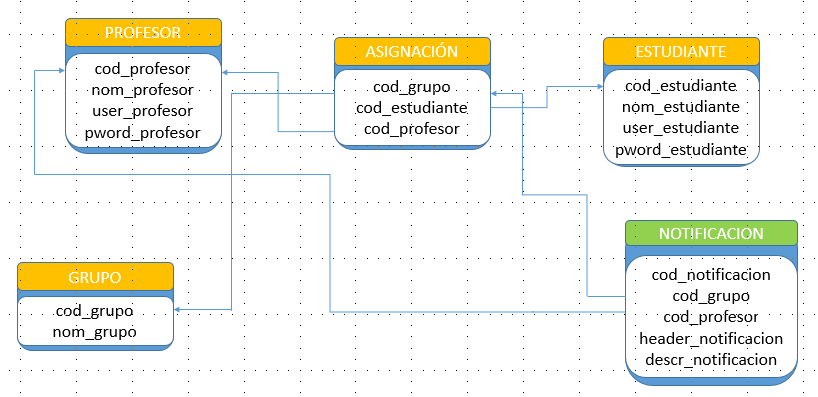 PROFESOR
cod_profesor
nom_profesor
user_profesor
pword_profesor
ASIGNACIÓN
cod_grupo
cod_estudiante
cod_profesor
ESTUDIANTE
cod_estudiante
nom_estudiante
user_estudiante
pword_estudiante
GRUPO
cod_grupo
nom_grupo
NOTIFICACIÓN
cod_notificacion
cod_grupo
cod_profesor
header_notificacion
descr_notificacion